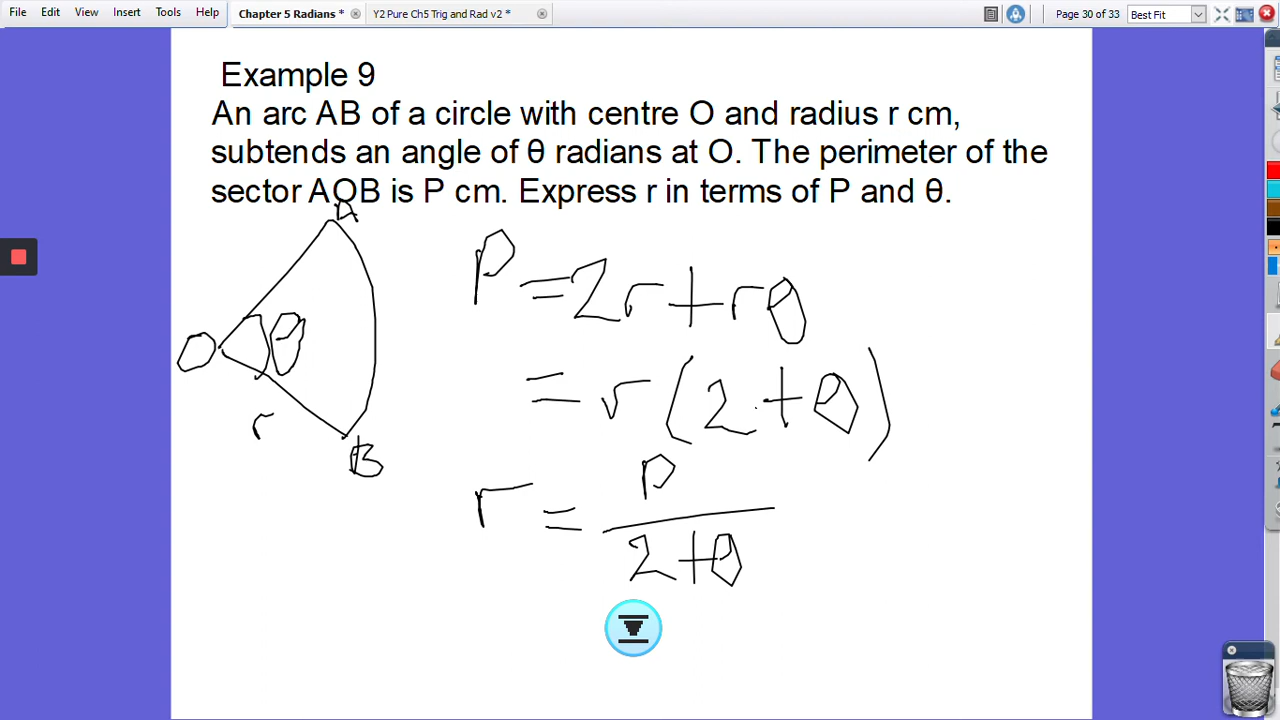 File Edit View Insert Tools Help Chapter 5 Radians * Y2 Pure Ch5 Trig and Rad v2 * Page 30 of 33 Best Fit
Example 9
An arc AB of a circle with centre O and radius r cm,
subtends an angle of θ radians at O. The perimeter of the
sector AOB is P cm. Express r in terms of P and θ.
A
O
θ
r
B
P = 2r + rθ
= r(2 + θ)
r = P / 2 + θ